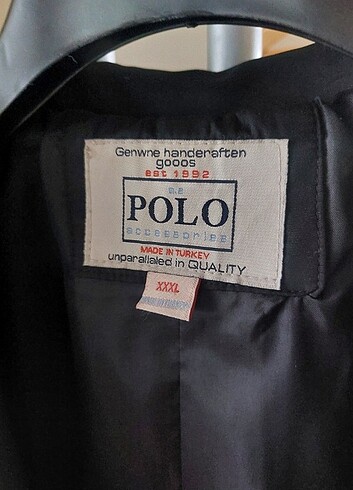 Genwne handeraften
gooos
est 1992
u.s
POLO
accessories
MADE IN TURKEY
unparallaled in QUALITY
XXXL